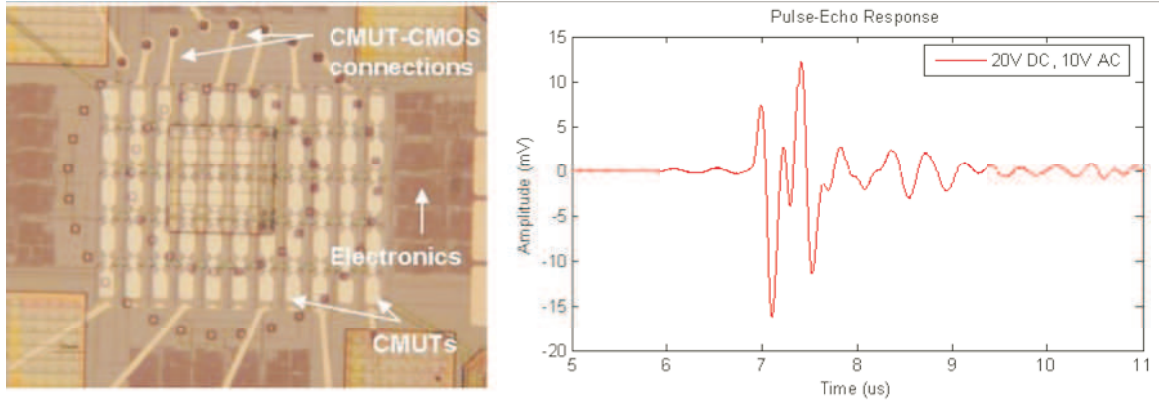 CMUT-CMOS
connections
Electronics
CMUTs
Pulse-Echo Response
20V DC, 10V AC
Amplitude (mV)
15
10
5
0
-5
-10
-15
-20
5 6 7 8 9 10 11
Time (us)